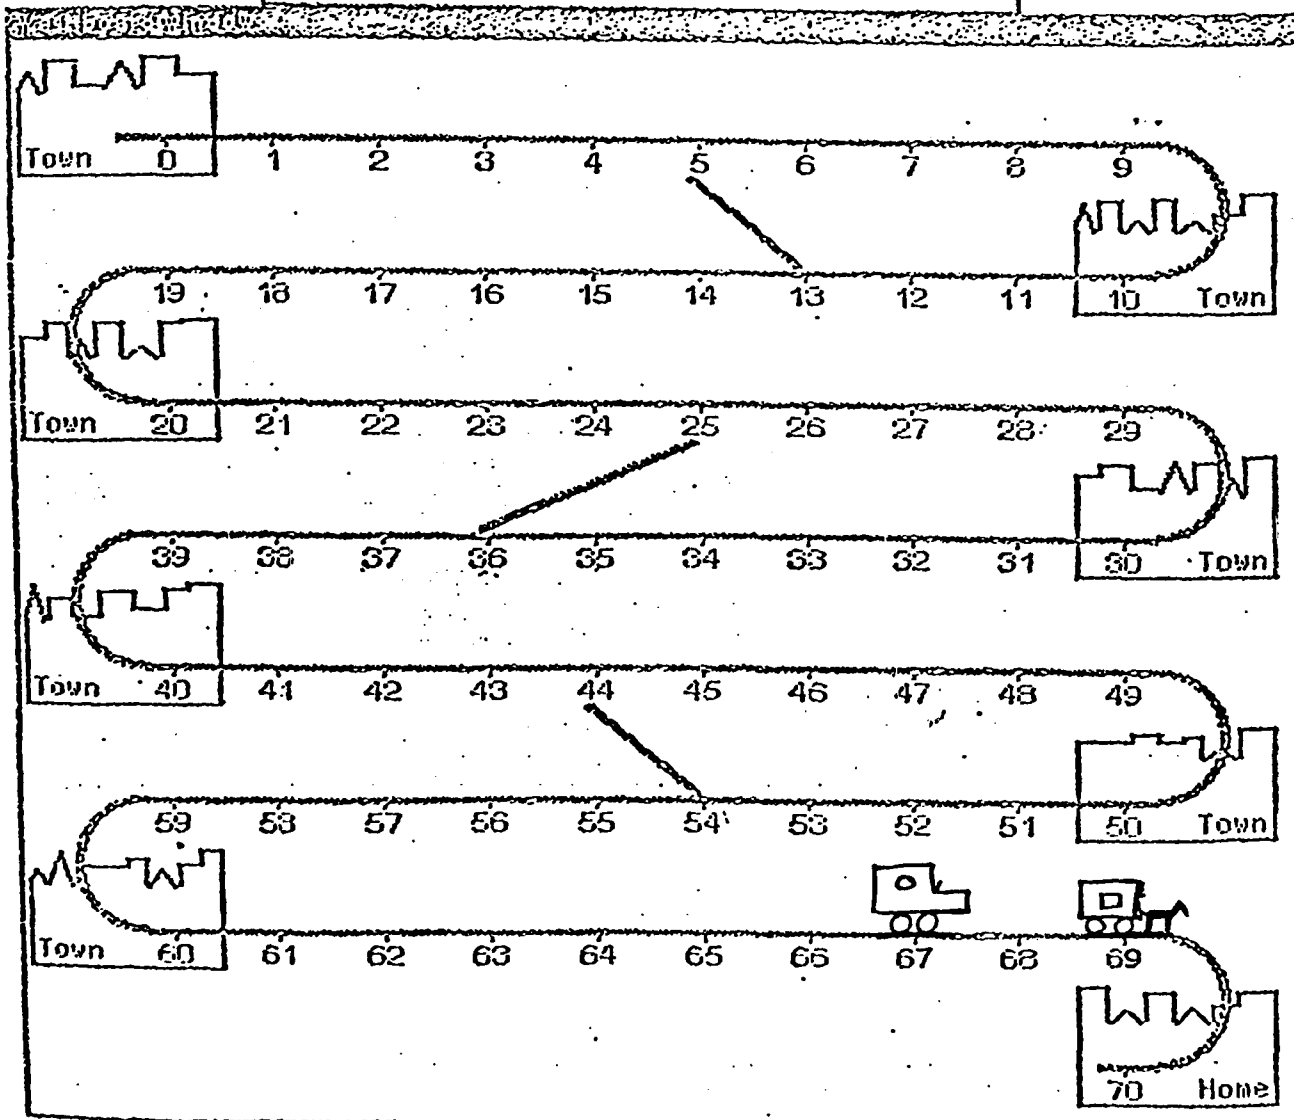 Town 0 1 2 3 4 5 6 7 8 9
19 18 17 16 15 14 13 12 11 10 Town
Town 20 21 22 23 24 25 26 27 28 29
39 38 37 36 35 34 33 32 31 30 Town
Town 40 41 42 43 44 45 46 47 48 49
59 58 57 56 55 54 53 52 51 50 Town
Town 60 61 62 63 64 65 66 67 68 69
70 Home